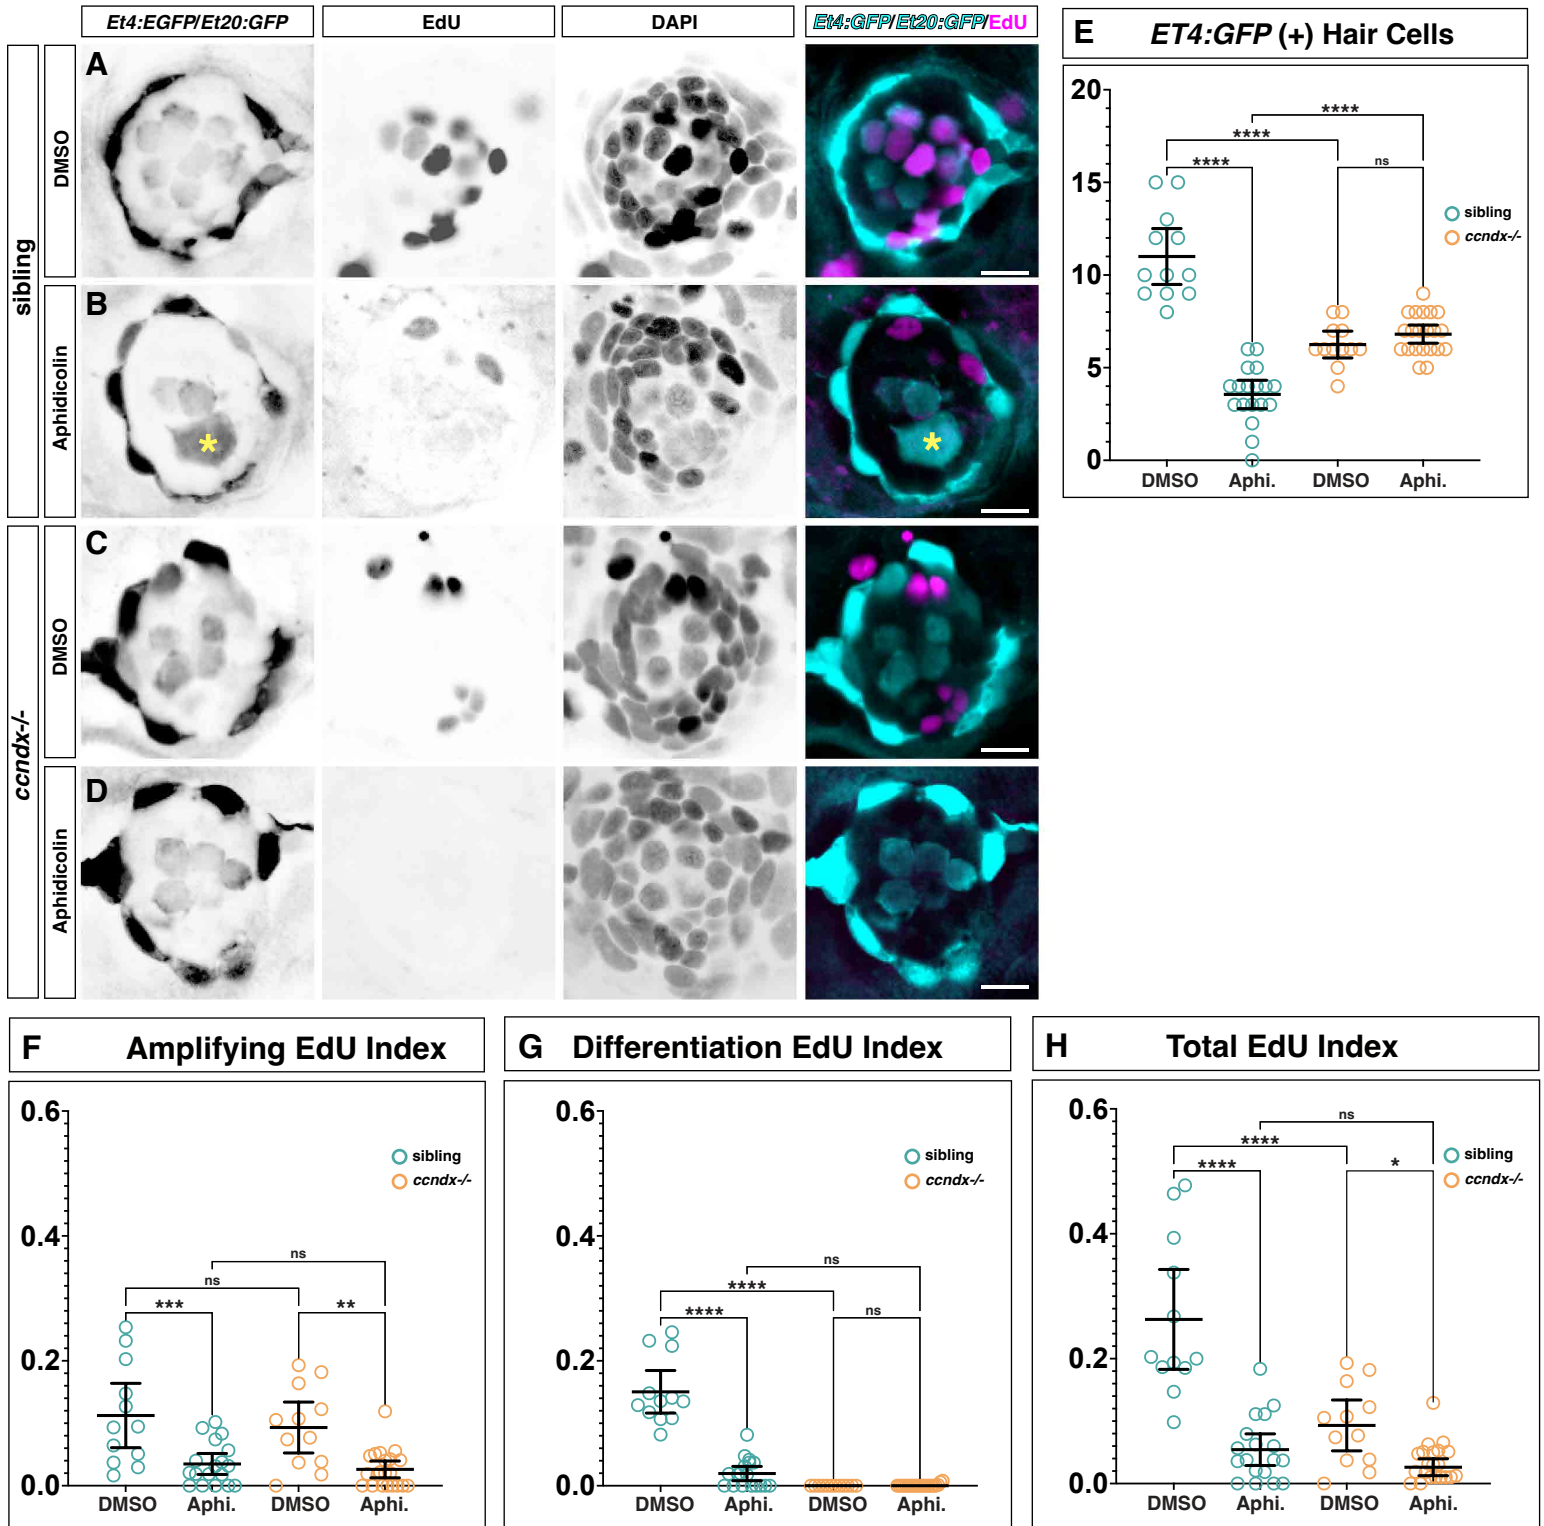 Et4:EGFP/Et20:GFP
EdU
DAPI
Et4:GFP/Et20:GFP/EdU
sibling
DMSO
A
Aphidicolin
B
*
*
ccndx-/-
DMSO
C
Aphidicolin
D
E ET4:GFP (+) Hair Cells
20
15
10
5
0
****
****
****
ns
sibling
ccndx-/-
DMSO Aphi. DMSO Aphi.
F Amplifying EdU Index
0.6
0.4
0.2
0.0
ns
ns
***
**
sibling
ccndx-/-
DMSO Aphi. DMSO Aphi.
G Differentiation EdU Index
0.6
0.4
0.2
0.0
ns
****
****
ns
sibling
ccndx-/-
DMSO Aphi. DMSO Aphi.
H Total EdU Index
0.6
0.4
0.2
0.0
ns
****
****
*
sibling
ccndx-/-
DMSO Aphi. DMSO Aphi.